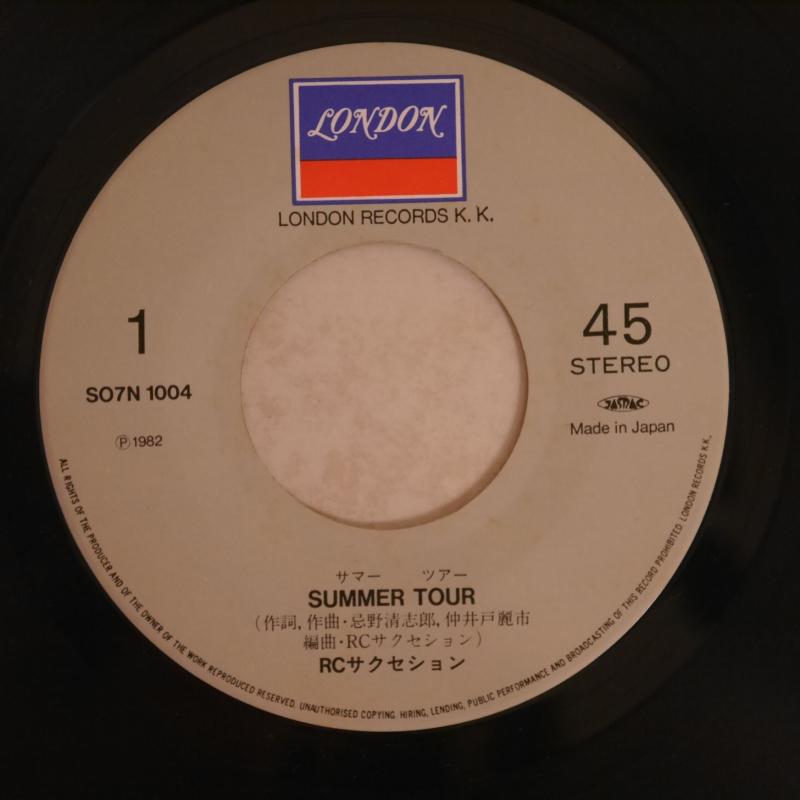 LONDON
LONDON RECORDS K. K.
1
SO7N 1004
Ⓟ 1982
45
STEREO
JASRAC
Made in Japan
サマー ツアー
SUMMER TOUR
(作詞, 作曲・忌野清志郎, 仲井戸麗市
編曲・RCサクセション)
RCサクセション
ALL RIGHTS OF THE PRODUCER AND OF THE OWNER OF THE WORK REPRODUCED RESERVED. UNAUTHORISED COPYING, HIRING, LENDING, PUBLIC PERFORMANCE AND BROADCASTING OF THIS RECORD PROHIBITED. LONDON RECORDS K.K.